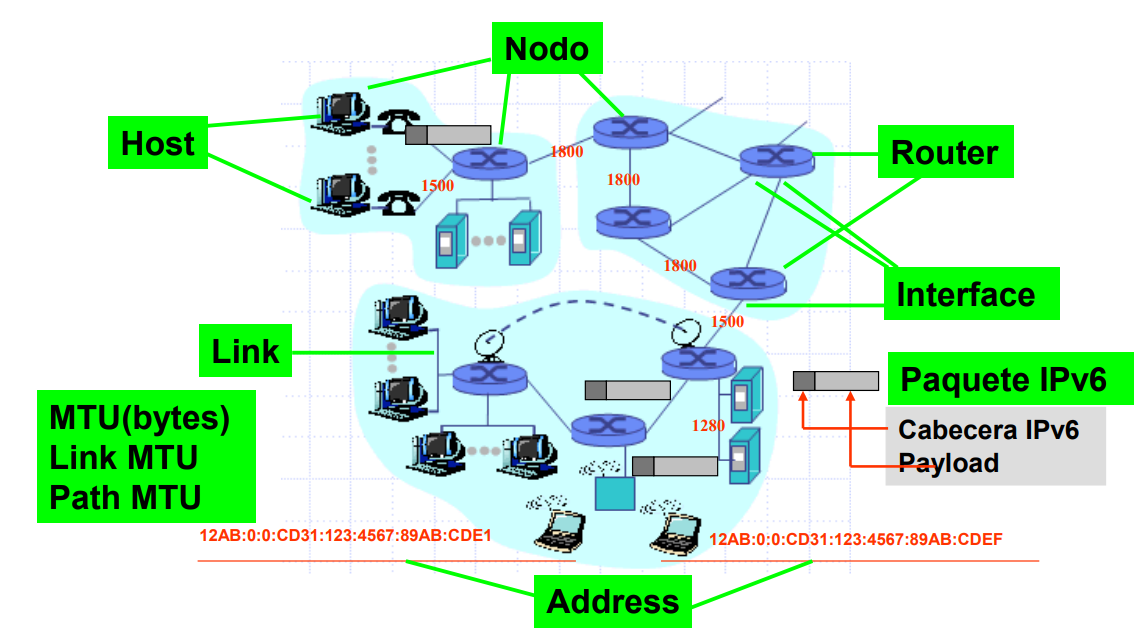 Nodo
Host
1800
1500
1800
Router
1800
Interface
1500
Link
Paquete IPv6
MTU(bytes)
Link MTU
Path MTU
1280
Cabecera IPv6
Payload
12AB:0:0:CD31:123:4567:89AB:CDE1
12AB:0:0:CD31:123:4567:89AB:CDEF
Address